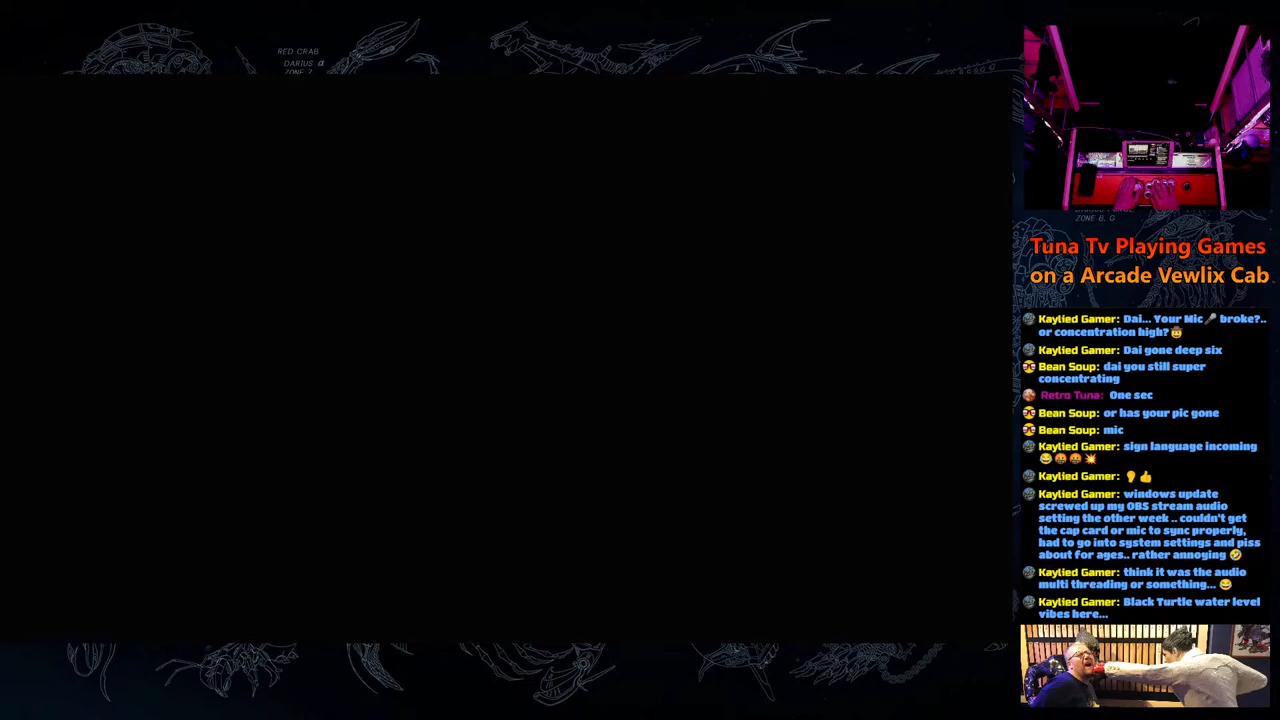 RED CRAB
DARIUS α
ZONE Z
ZONE B. G
Tuna Tv Playing Games
on a Arcade Vewlix Cab
Kaylied Gamer: Dai... Your Mic🎤 broke?..
or concentration high?🤠
Kaylied Gamer: Dai gone deep six
Bean Soup: dai you still super
concentrating
Retro Tuna: One sec
Bean Soup: or has your pic gone
Bean Soup: mic
Kaylied Gamer: sign language incoming
😂🤬🤬💥
Kaylied Gamer: 👂👍
Kaylied Gamer: windows update
screwed up my OBS stream audio
setting the other week .. couldn't get
the cap card or mic to sync properly,
had to go into system settings and piss
about for ages.. rather annoying 🤣
Kaylied Gamer: think it was the audio
multi threading or something... 😂
Kaylied Gamer: Black Turtle water level
vibes here...